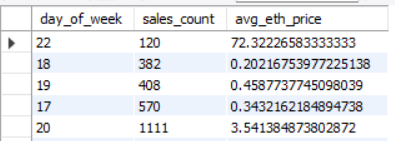 day_of_week sales_count avg_eth_price
22 120 72.32226583333333
18 382 0.20216753977225138
19 408 0.4587737745098039
17 570 0.3432162184894738
20 1111 3.541384873802872